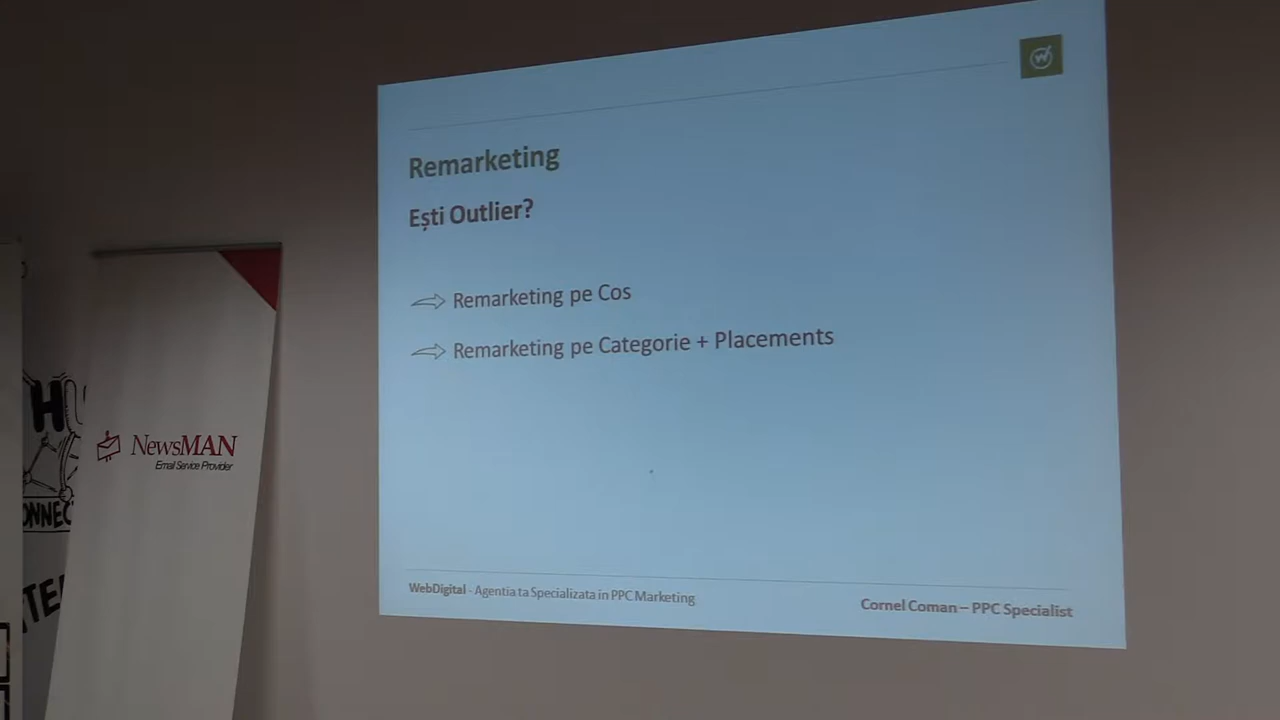 Remarketing
Ești Outlier?
Remarketing pe Cos
Remarketing pe Categorie + Placements
WebDigital - Agentia ta Specializata in PPC Marketing
Cornel Coman – PPC Specialist
NewsMAN
Email Service Provider